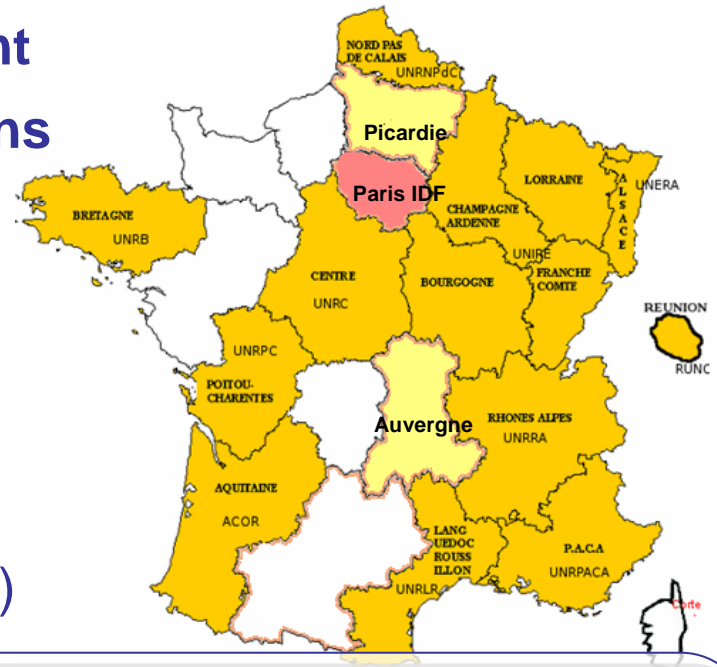 nt
ns
NORD PAS
DE CALAIS
UNRNPdC
Picardie
Paris IDF
LORRAINE
ALSACE
UNERA
CHAMPAGNE
ARDENNE
BRETAGNE
UNRB
UNIRE
CENTRE
UNRC
BOURGOGNE
FRANCHE
COMTE
REUNION
RUNC
UNRPC
POITOU-
CHARENTES
Auvergne
RHONES ALPES
UNRRA
AQUITAINE
ACOR
LANG
UEDOC
ROUSS
ILLON
UNRLR
P.A.C.A
UNRPACA
)
Corte